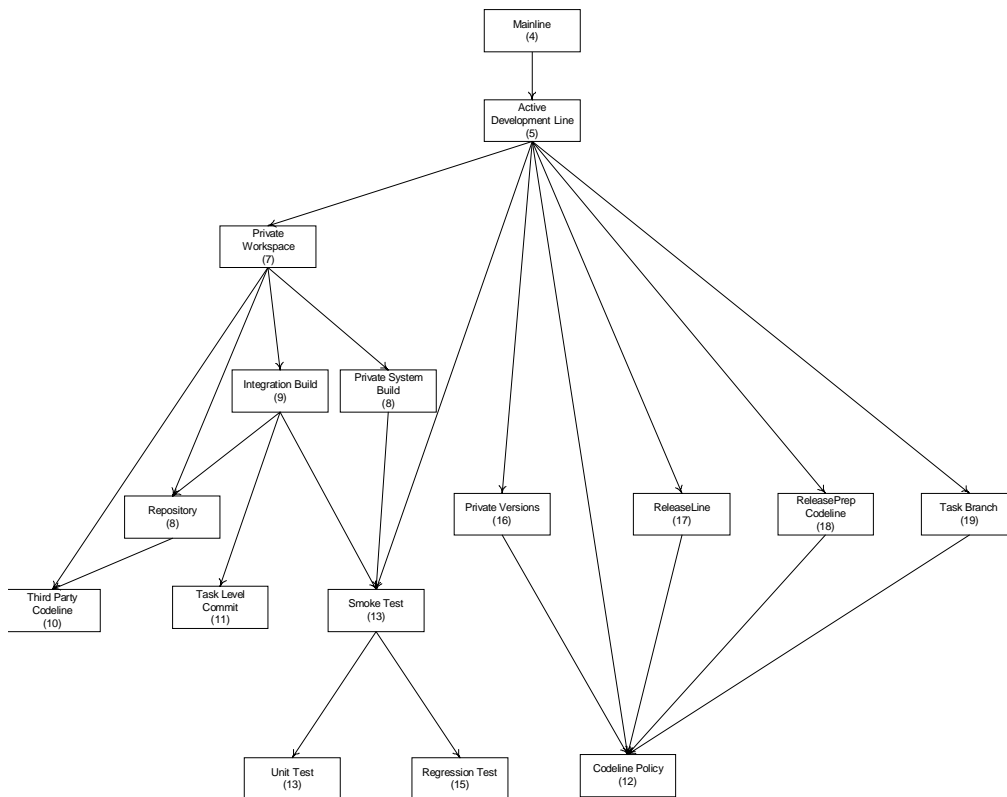 Mainline
(4)
Active
Development Line
(5)
Private
Workspace
(7)
Integration Build
(9)
Private System
Build
(8)
Repository
(8)
Private Versions
(16)
ReleaseLine
(17)
ReleasePrep
Codeline
(18)
Task Branch
(19)
Third Party
Codeline
(10)
Task Level
Commit
(11)
Smoke Test
(13)
Unit Test
(13)
Regression Test
(15)
Codeline Policy
(12)